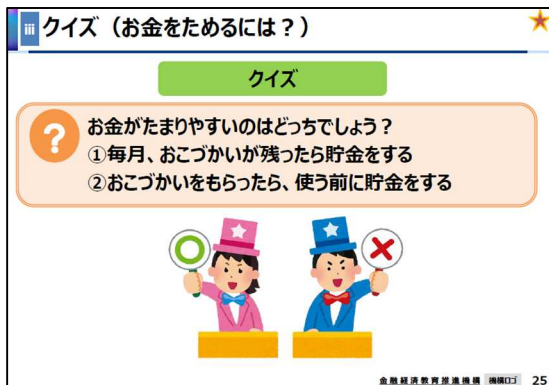 ⅲ クイズ（お金をためるには？）
クイズ
? お金がたまりやすいのはどっちでしょう？
①毎月、おこづかいが残ったら貯金をする
②おこづかいをもらったら、使う前に貯金をする
金融経済教育推進機構 機構ロゴ 25